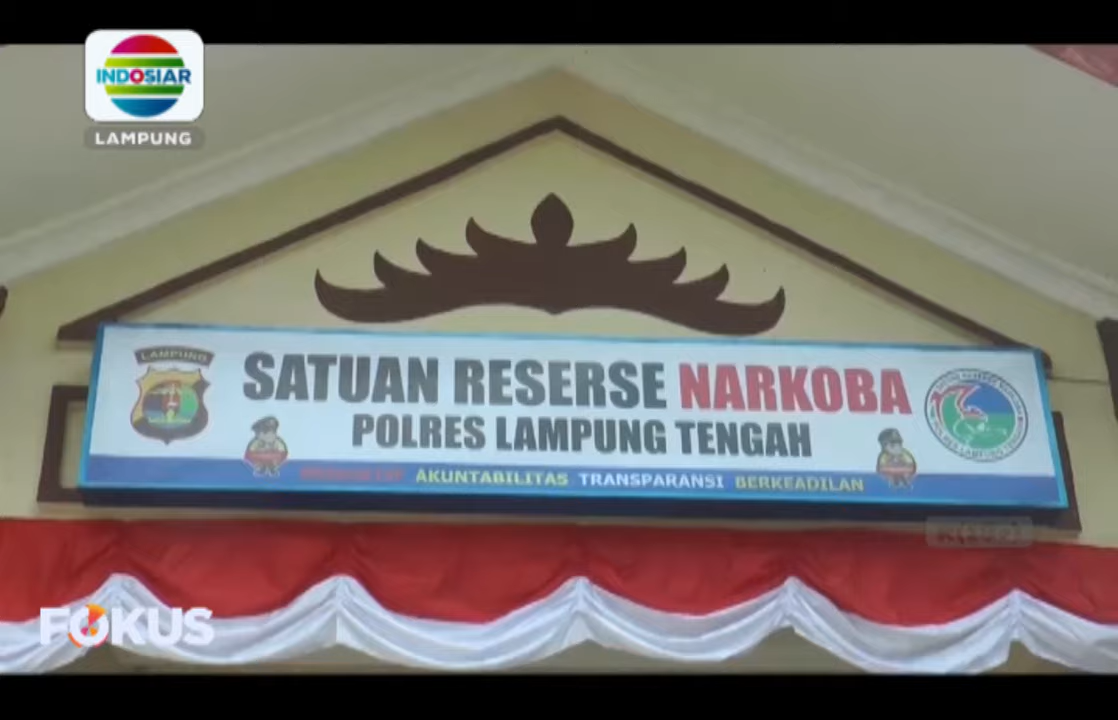 INDOSIAR
LAMPUNG
LAMPUNG
SATUAN RESERSE NARKOBA
POLRES LAMPUNG TENGAH
AKUNTABILITAS TRANSPARANSI BERKEADILAN
FOKUS